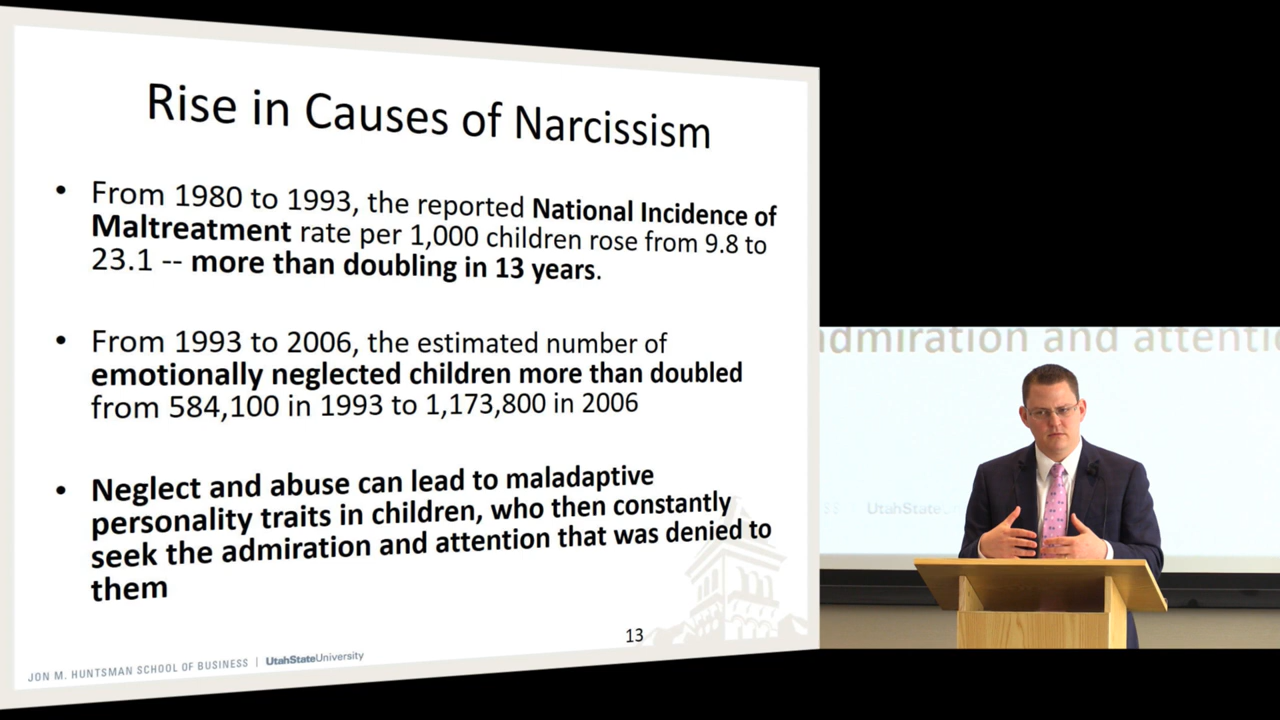 Rise in Causes of Narcissism
• From 1980 to 1993, the reported National Incidence of
Maltreatment rate per 1,000 children rose from 9.8 to
23.1 -- more than doubling in 13 years.
• From 1993 to 2006, the estimated number of
emotionally neglected children more than doubled
from 584,100 in 1993 to 1,173,800 in 2006
• Neglect and abuse can lead to maladaptive
personality traits in children, who then constantly
seek the admiration and attention that was denied to
them
13
JON M. HUNTSMAN SCHOOL OF BUSINESS | UtahStateUniversity
admiration and attenti
UtahState